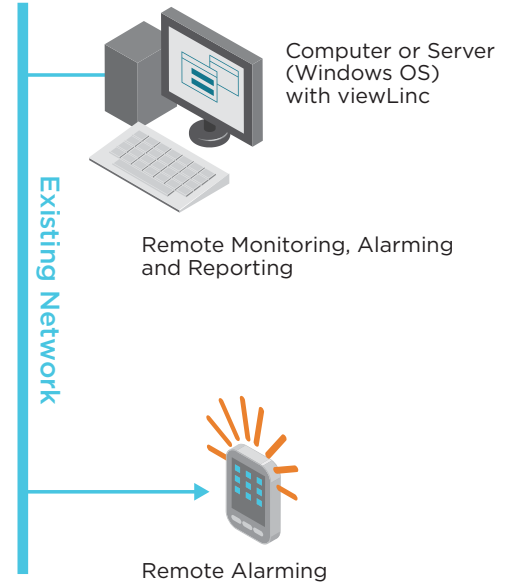 Computer or Server
(Windows OS)
with viewLinc
Existing Network
Remote Monitoring, Alarming
and Reporting
Remote Alarming